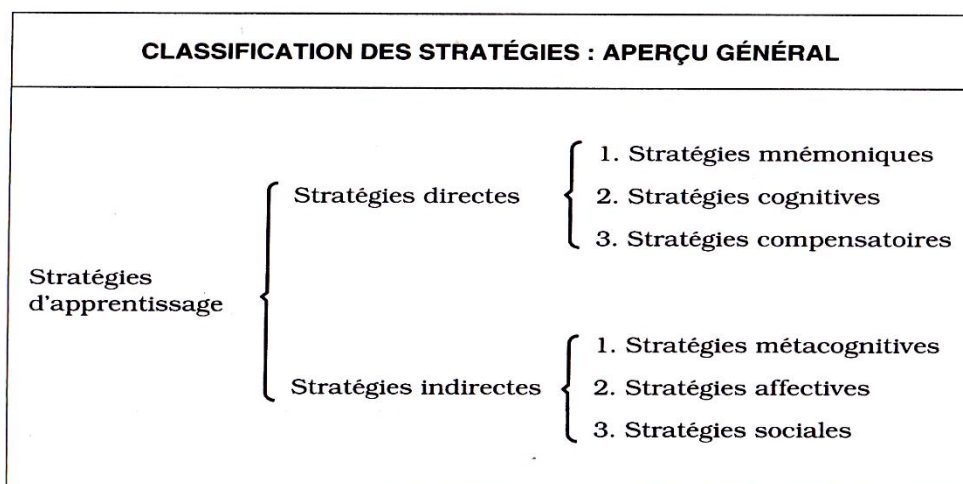 CLASSIFICATION DES STRATÉGIES : APERÇU GÉNÉRAL
Stratégies d'apprentissage
Stratégies directes
1. Stratégies mnémoniques
2. Stratégies cognitives
3. Stratégies compensatoires
Stratégies indirectes
1. Stratégies métacognitives
2. Stratégies affectives
3. Stratégies sociales